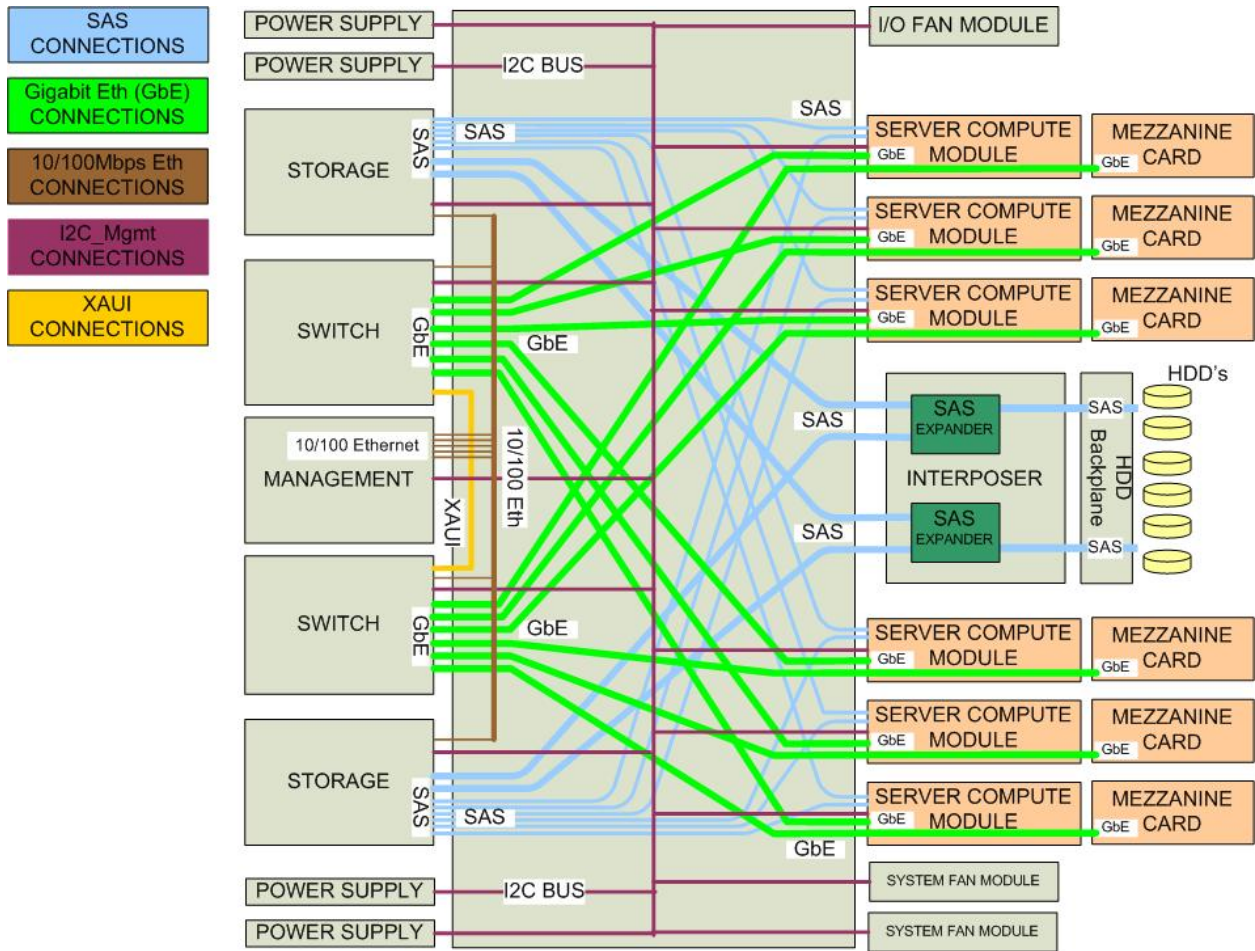 SAS
CONNECTIONS
Gigabit Eth (GbE)
CONNECTIONS
10/100Mbps Eth
CONNECTIONS
I2C_Mgmt
CONNECTIONS
XAUI
CONNECTIONS
POWER SUPPLY
POWER SUPPLY
I2C BUS
I/O FAN MODULE
STORAGE
SAS
SAS
SAS
SWITCH
GbE
GbE
MANAGEMENT
10/100 Ethernet
10/100 Eth
XAUI
SWITCH
GbE
GbE
STORAGE
SAS
SAS
POWER SUPPLY
I2C BUS
POWER SUPPLY
SERVER COMPUTE
MODULE
GbE
MEZZANINE
CARD
GbE
SERVER COMPUTE
MODULE
GbE
MEZZANINE
CARD
GbE
SERVER COMPUTE
MODULE
GbE
MEZZANINE
CARD
GbE
SAS
SAS
INTERPOSER
SAS
EXPANDER
SAS
EXPANDER
SAS
HDD
Backplane
SAS
HDD's
SERVER COMPUTE
MODULE
GbE
MEZZANINE
CARD
GbE
SERVER COMPUTE
MODULE
GbE
MEZZANINE
CARD
GbE
SERVER COMPUTE
MODULE
GbE
MEZZANINE
CARD
GbE
GbE
SYSTEM FAN MODULE
SYSTEM FAN MODULE